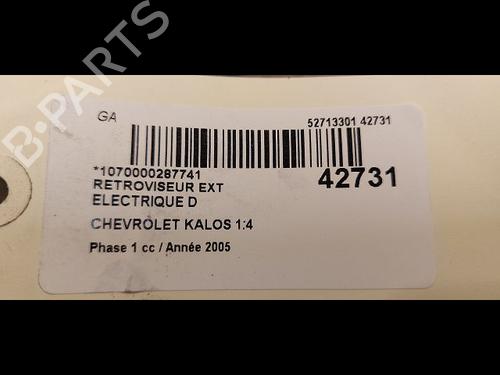 B-PARTS
GA
52713301 42731
*1070000287741
42731
RETROVISEUR EXT
ELECTRIQUE D
CHEVROLET KALOS 1:4
Phase 1 cc / Année 2005